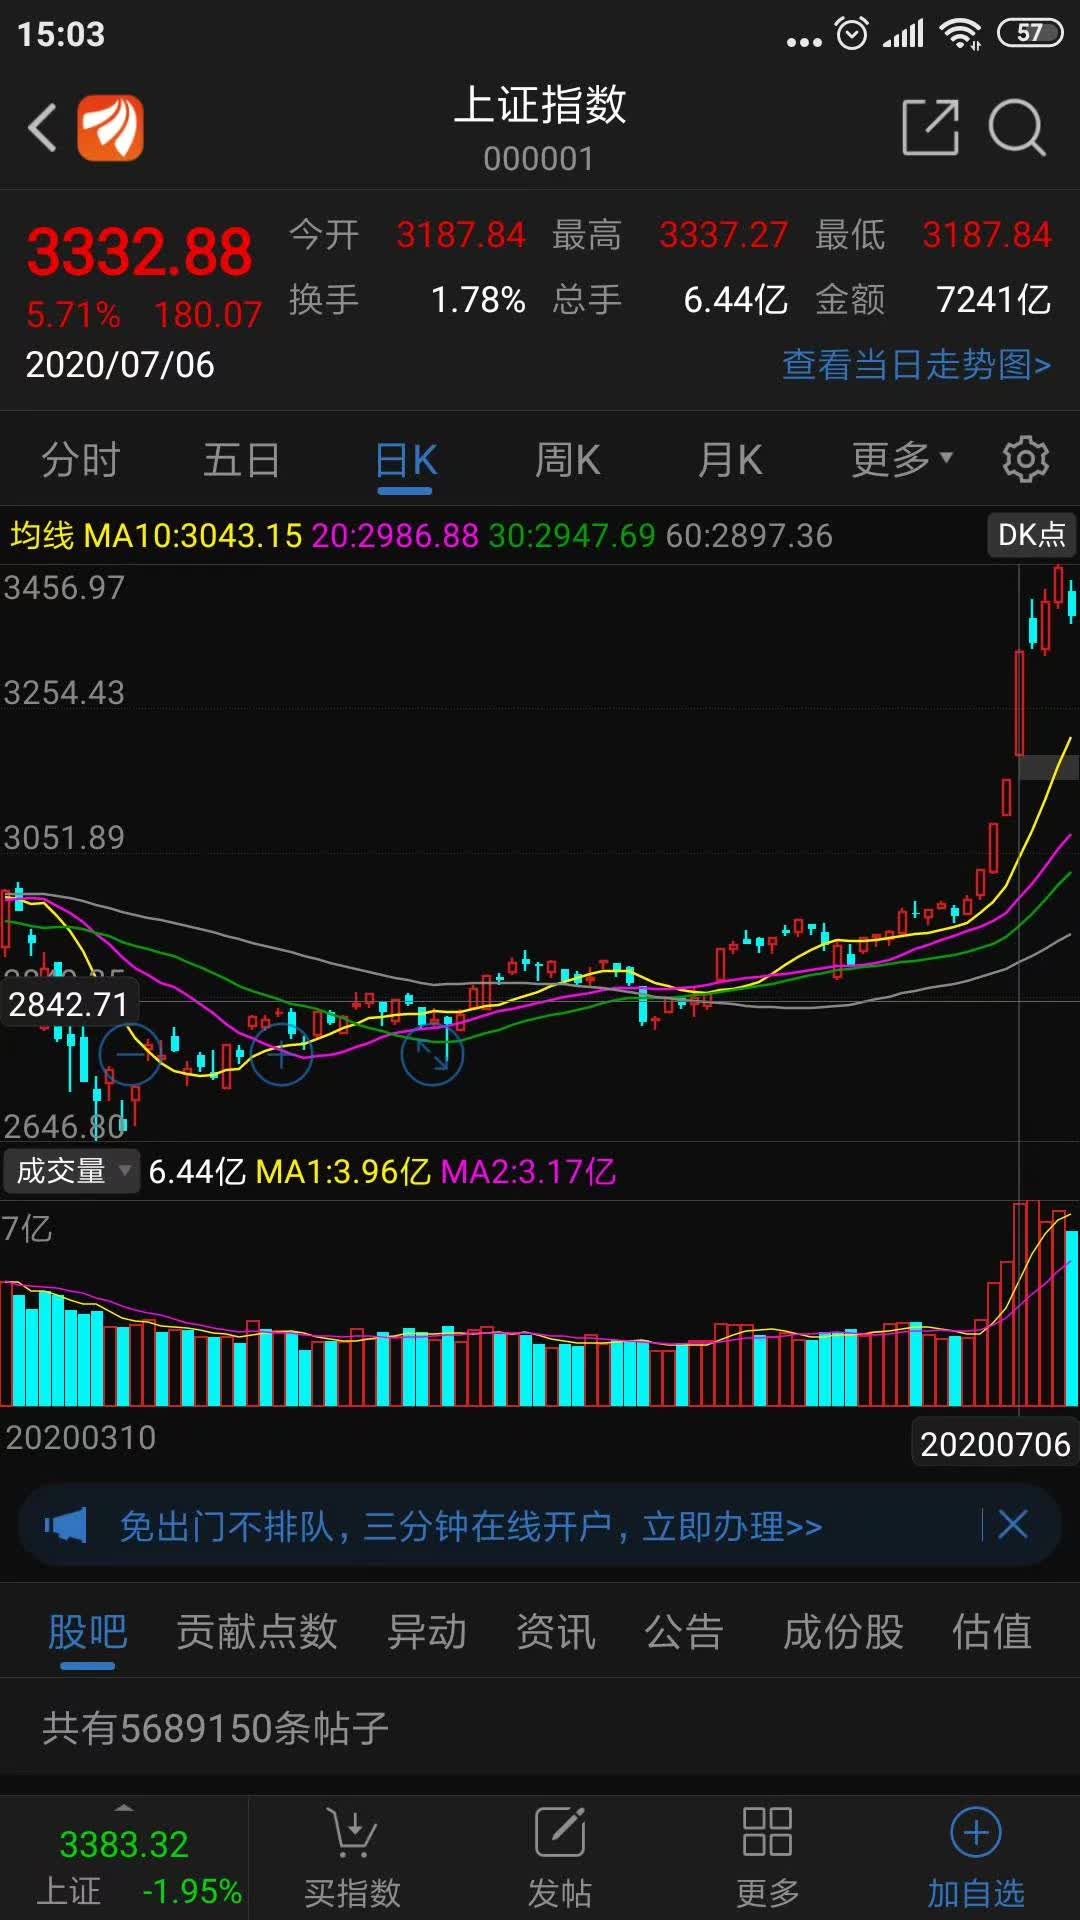 15:03
57
上证指数
000001
3332.88 今开 3187.84 最高 3337.27 最低 3187.84
5.71% 180.07 换手 1.78% 总手 6.44亿 金额 7241亿
2020/07/06 查看当日走势图>
分时 五日 日K 周K 月K 更多
均线 MA10:3043.15 20:2986.88 30:2947.69 60:2897.36 DK点
3456.97
3254.43
3051.89
2842.71
2646.80
成交量 6.44亿 MA1:3.96亿 MA2:3.17亿
7亿
20200310 20200706
免出门不排队，三分钟在线开户，立即办理>>
股吧 贡献点数 异动 资讯 公告 成份股 估值
共有5689150条帖子
3383.32
上证 -1.95%
买指数 发帖 更多 加自选